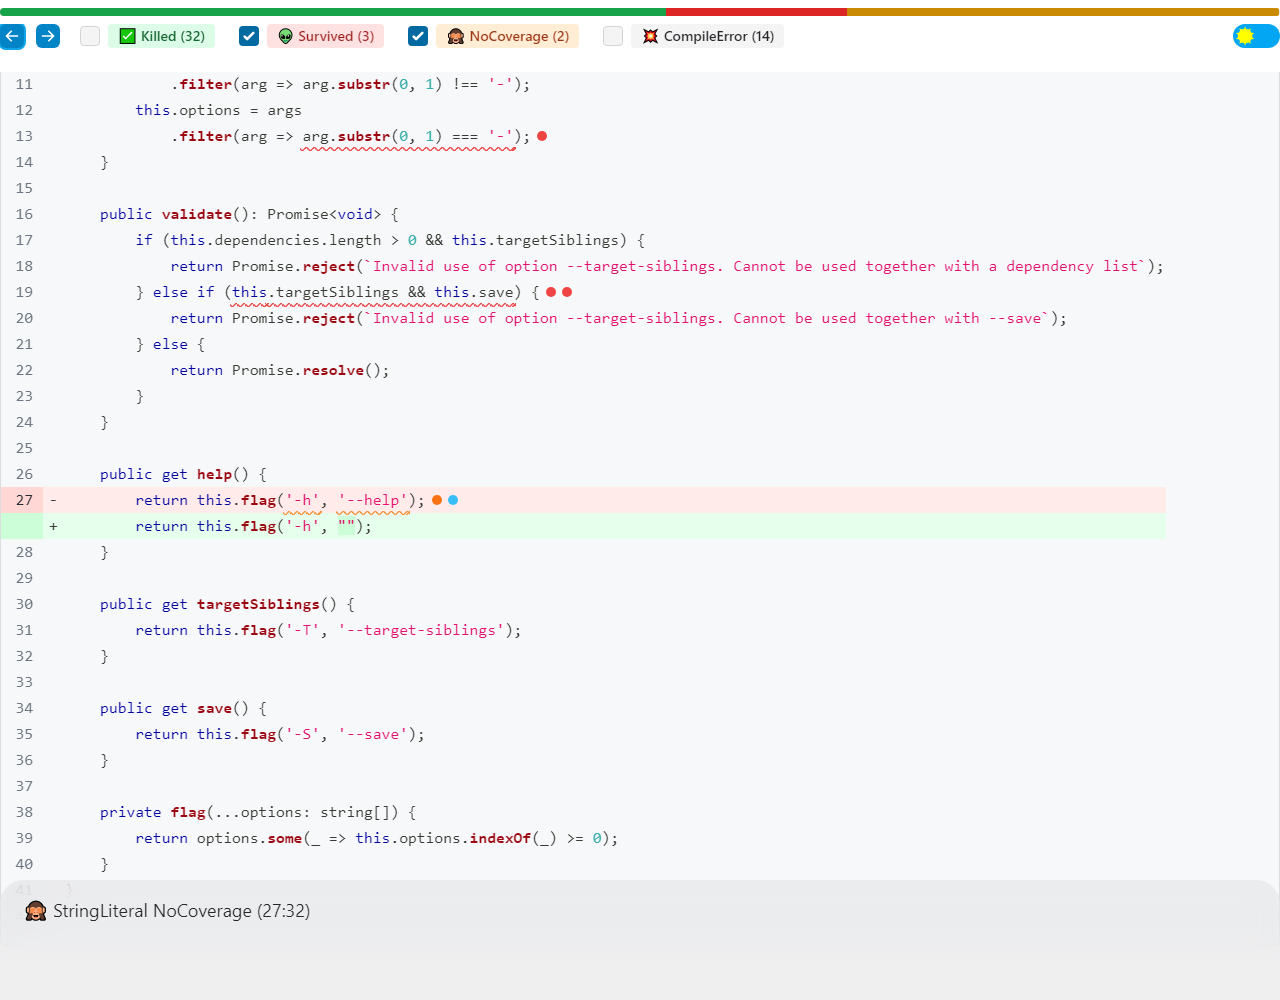 Killed (32) Survived (3) NoCoverage (2) CompileError (14)
11 .filter(arg => arg.substr(0, 1) !== '-');
12 this.options = args
13 .filter(arg => arg.substr(0, 1) === '-');
14 }
15
16 public validate(): Promise<void> {
17 if (this.dependencies.length > 0 && this.targetSiblings) {
18 return Promise.reject(`Invalid use of option --target-siblings. Cannot be used together with a dependency list`);
19 } else if (this.targetSiblings && this.save) {
20 return Promise.reject(`Invalid use of option --target-siblings. Cannot be used together with --save`);
21 } else {
22 return Promise.resolve();
23 }
24 }
25
26 public get help() {
27 - return this.flag('-h', '--help');
+ return this.flag('-h', "");
28 }
29
30 public get targetSiblings() {
31 return this.flag('-T', '--target-siblings');
32 }
33
34 public get save() {
35 return this.flag('-S', '--save');
36 }
37
38 private flag(...options: string[]) {
39 return options.some(_ => this.options.indexOf(_) >= 0);
40 }
41 }
StringLiteral NoCoverage (27:32)